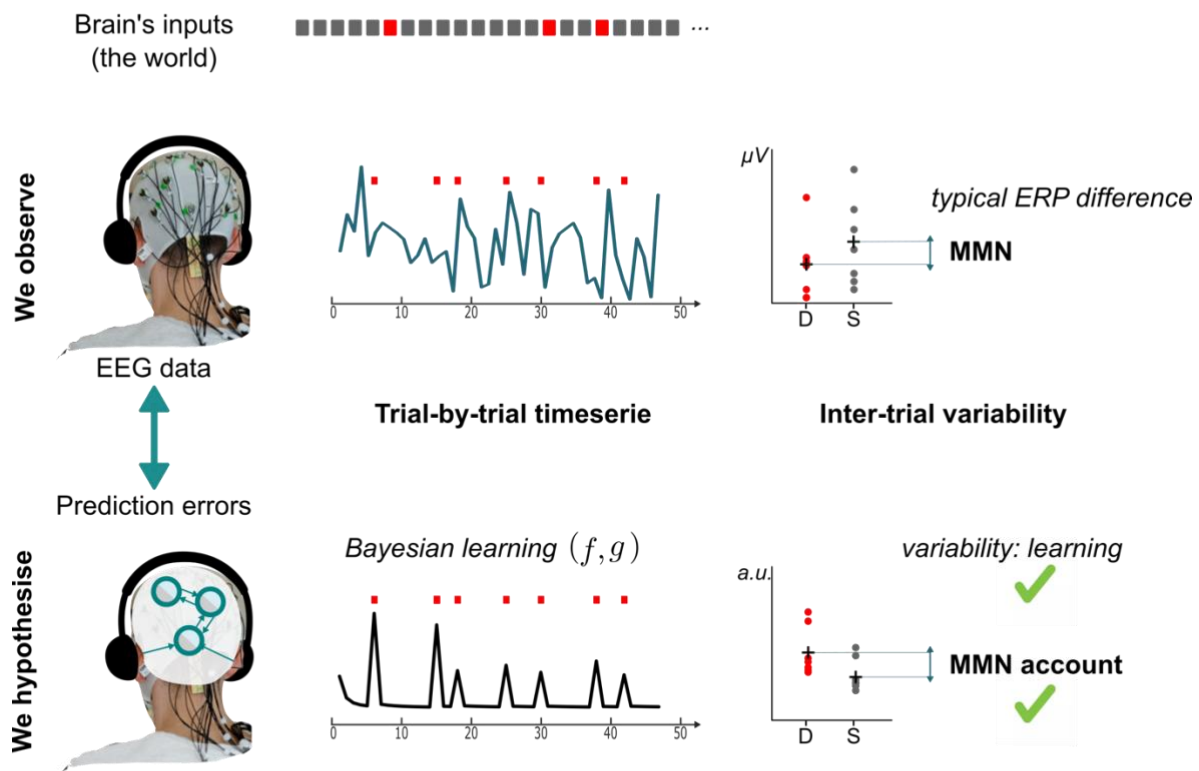 Brain's inputs
(the world)
...
We observe
EEG data
0 10 20 30 40 50
µV
D S
typical ERP difference
MMN
Trial-by-trial timeserie
Inter-trial variability
Prediction errors
We hypothesise
Bayesian learning (f,g)
0 10 20 30 40 50
variability: learning
a.u.
D S
MMN account